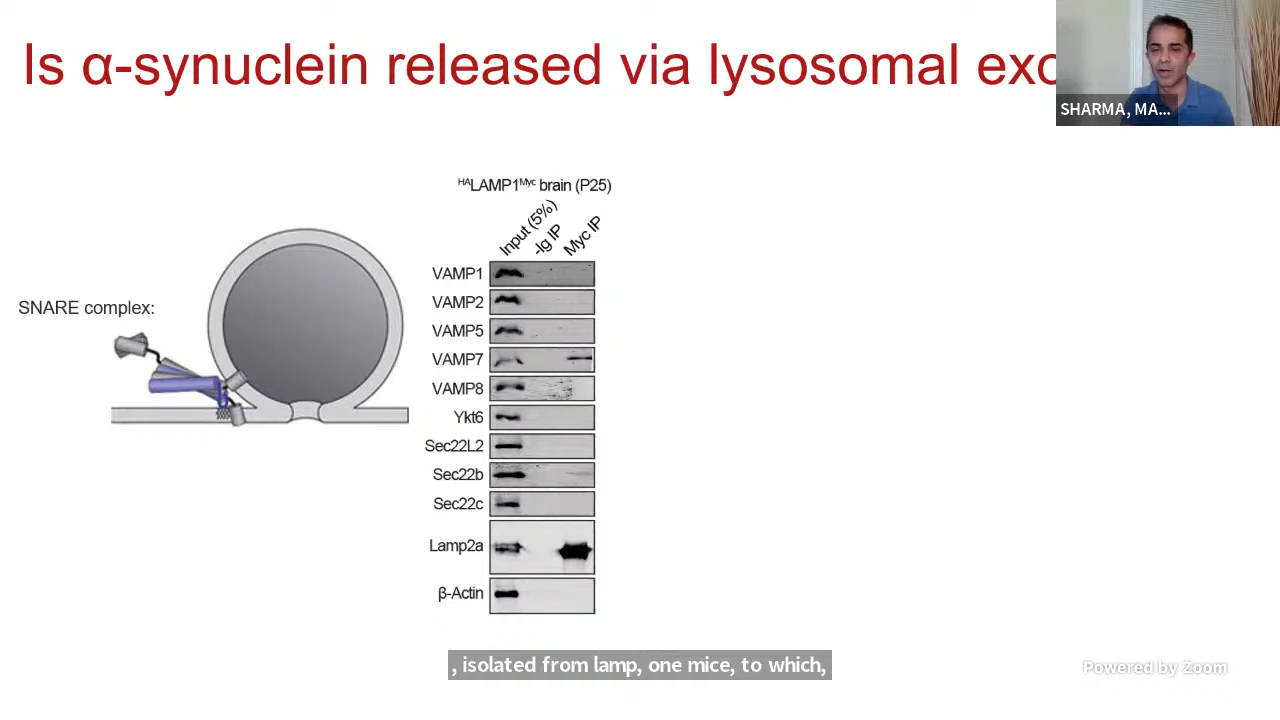 Is α-synuclein released via lysosomal exo
SHARMA, MA...
HALAMP1Myc brain (P25)
Input (5%)
-Ig IP
Myc IP
VAMP1
VAMP2
SNARE complex:
VAMP5
VAMP7
VAMP8
Ykt6
Sec22L2
Sec22b
Sec22c
Lamp2a
β-Actin
, isolated from lamp, one mice, to which,
Powered by Zoom